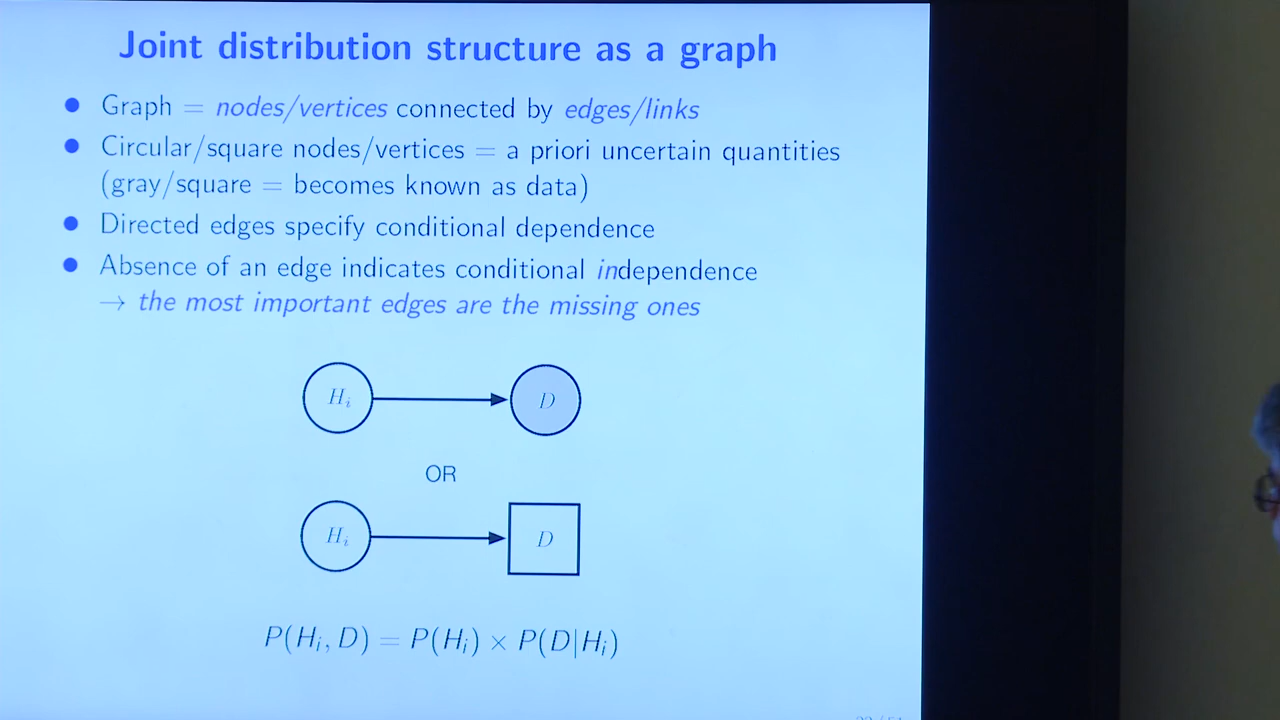 Joint distribution structure as a graph
Graph = nodes/vertices connected by edges/links
Circular/square nodes/vertices = a priori uncertain quantities
(gray/square = becomes known as data)
Directed edges specify conditional dependence
Absence of an edge indicates conditional independence
→ the most important edges are the missing ones
H_i D
OR
H_i D
P(H_i, D) = P(H_i) × P(D|H_i)